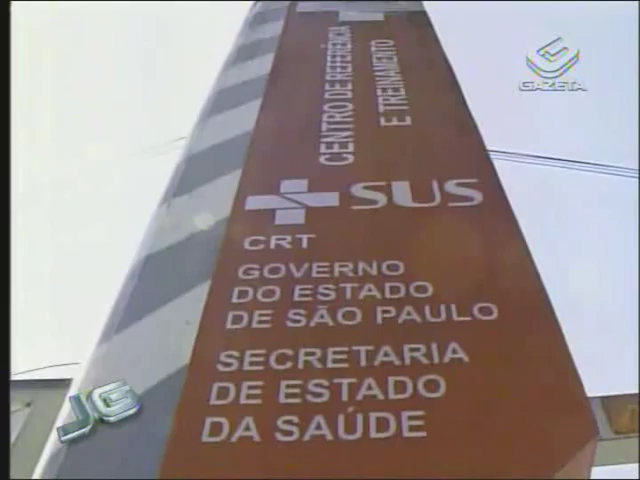 CENTRO DE REFERÊNCIA
E TREINAMENTO
SUS
CRT
GOVERNO
DO ESTADO
DE SÃO PAULO
SECRETARIA
DE ESTADO
DA SAÚDE
GAZETA
JG